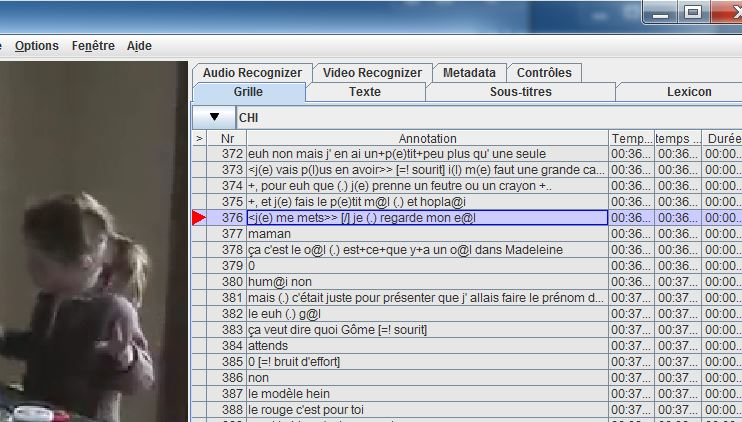 Options Fenêtre Aide
Audio Recognizer Video Recognizer Metadata Contrôles
Grille Texte Sous-titres Lexicon
▼ CHI
> Nr Annotation Temp... temps ... Durée
372 euh non mais j' en ai un+p(e)tit+peu plus qu' une seule 00:36... 00:36... 00:00...
373 <j(e) vais p(l)us en avoir>> [=! sourit] i(l) m(e) faut une grande ca... 00:36... 00:36... 00:00...
374 +, pour euh que (.) j(e) prenne un feutre ou un crayon +.. 00:36... 00:36... 00:00...
375 +, et j(e) fais le p(e)tit m@l (.) et hopla@i 00:36... 00:36... 00:00...
376 <j(e) me mets>> [/] je (.) regarde mon e@l 00:36... 00:36... 00:00...
377 maman 00:36... 00:36... 00:00...
378 ça c'est le o@l (.) est+ce+que y+a un o@l dans Madeleine 00:36... 00:36... 00:00...
379 0 00:36... 00:36... 00:00...
380 hum@i non 00:36... 00:36... 00:00...
381 mais (.) c'était juste pour présenter que j' allais faire le prénom d... 00:37... 00:37... 00:00...
382 le euh (.) g@l 00:37... 00:37... 00:00...
383 ça veut dire quoi Gôme [=! sourit] 00:37... 00:37... 00:00...
384 attends 00:37... 00:37... 00:00...
385 0 [=! bruit d'effort] 00:37... 00:37... 00:00...
386 non 00:37... 00:37... 00:00...
387 le modèle hein 00:37... 00:37... 00:00...
388 le rouge c'est pour toi 00:37... 00:37... 00:00...